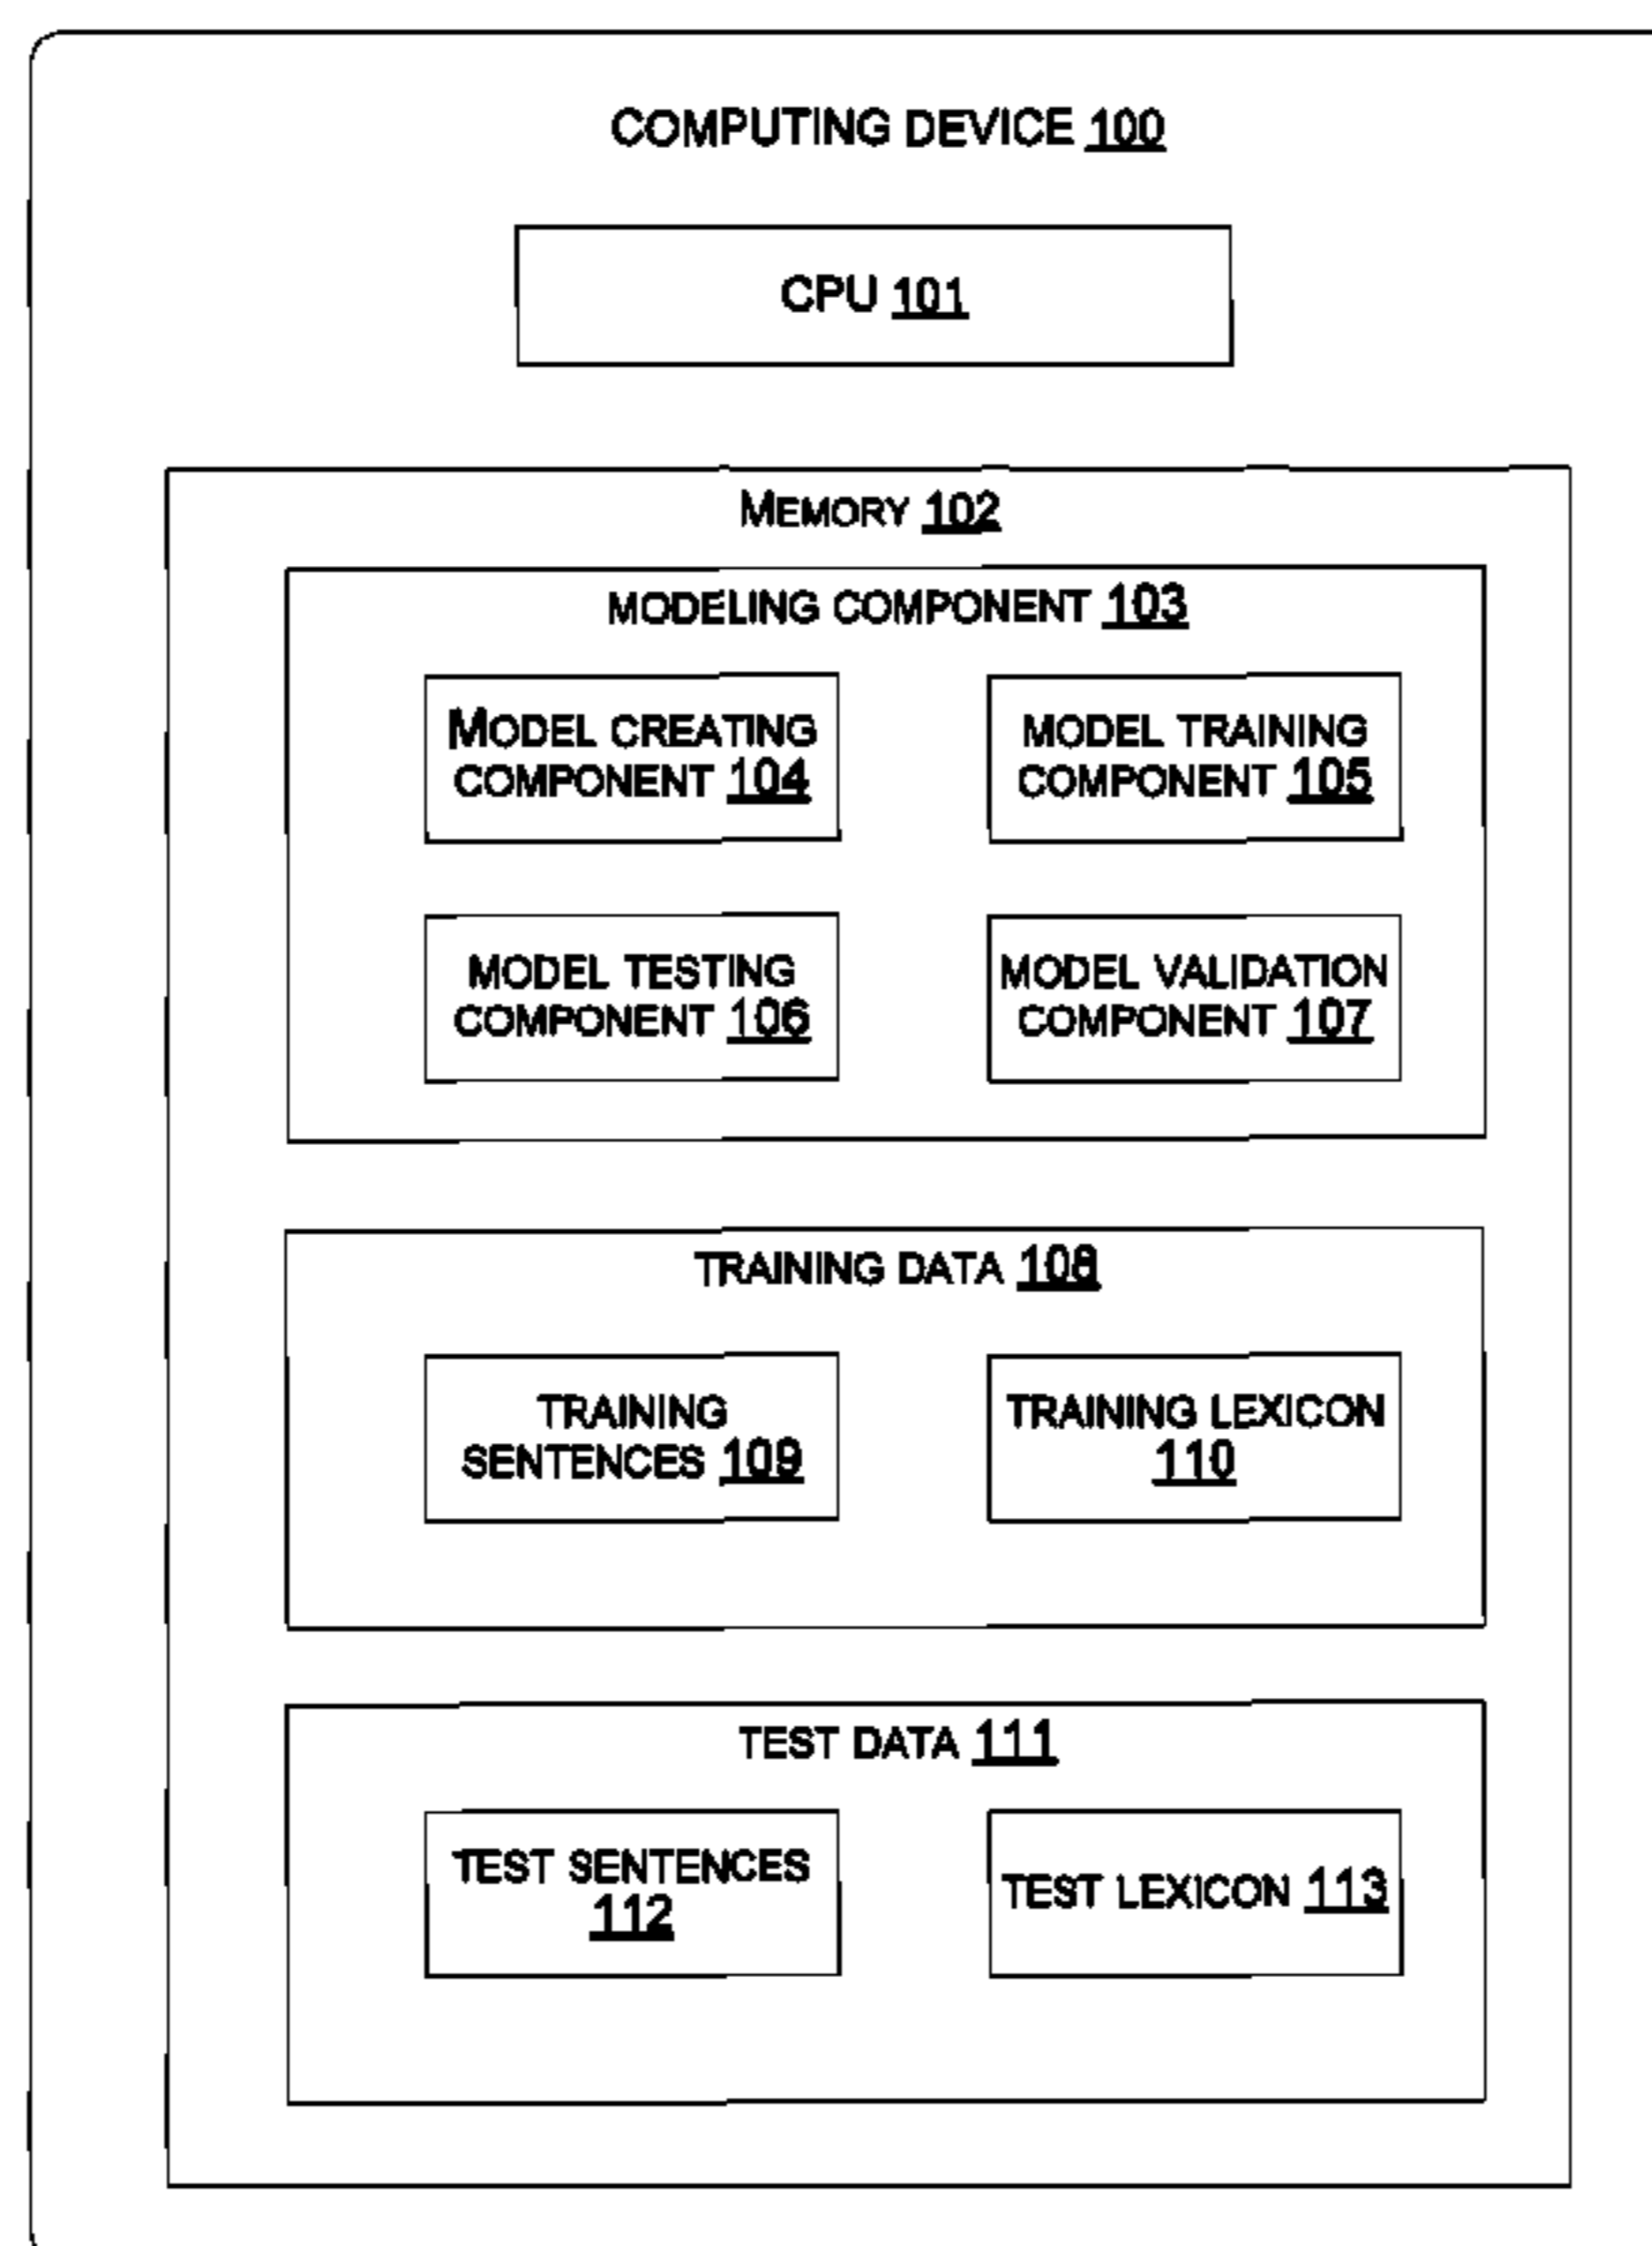 COMPUTING DEVICE 100
CPU 101
MEMORY 102
MODELING COMPONENT 103
MODEL CREATING
COMPONENT 104
MODEL TRAINING
COMPONENT 105
MODEL TESTING
COMPONENT 106
MODEL VALIDATION
COMPONENT 107
TRAINING DATA 108
TRAINING
SENTENCES 109
TRAINING LEXICON
110
TEST DATA 111
TEST SENTENCES
112
TEST LEXICON 113